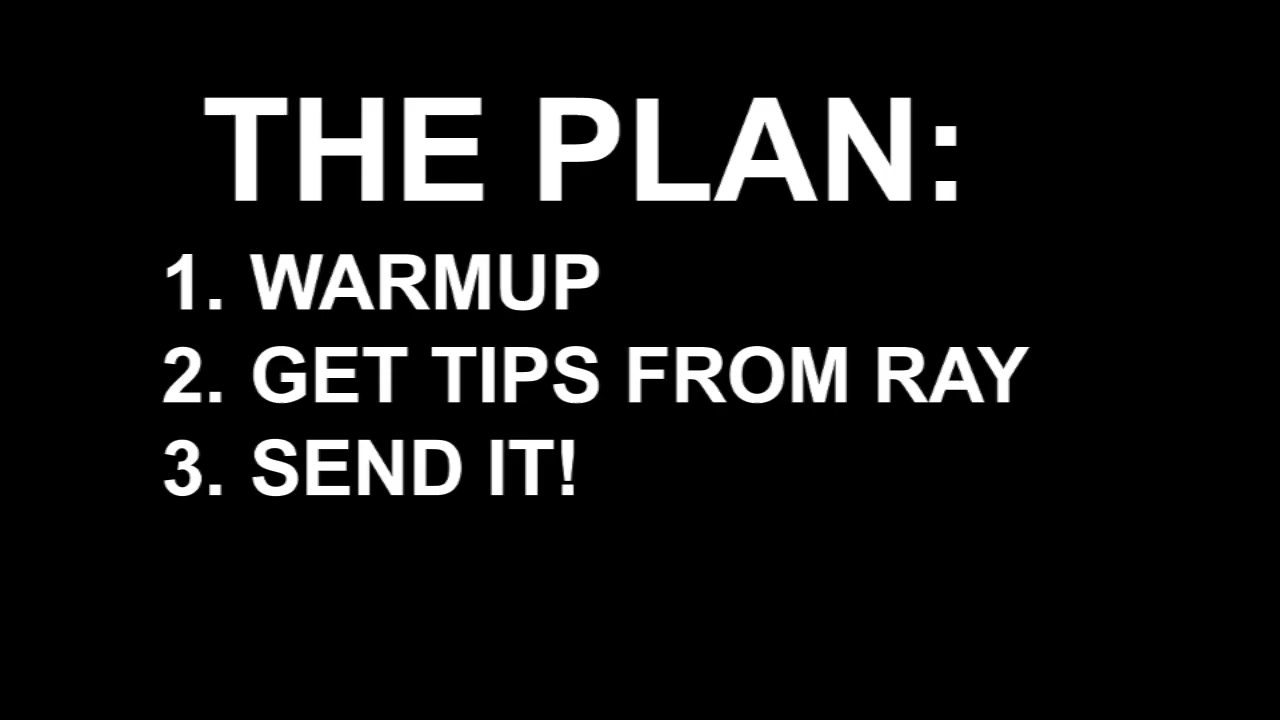 THE PLAN:
1. WARMUP
2. GET TIPS FROM RAY
3. SEND IT!